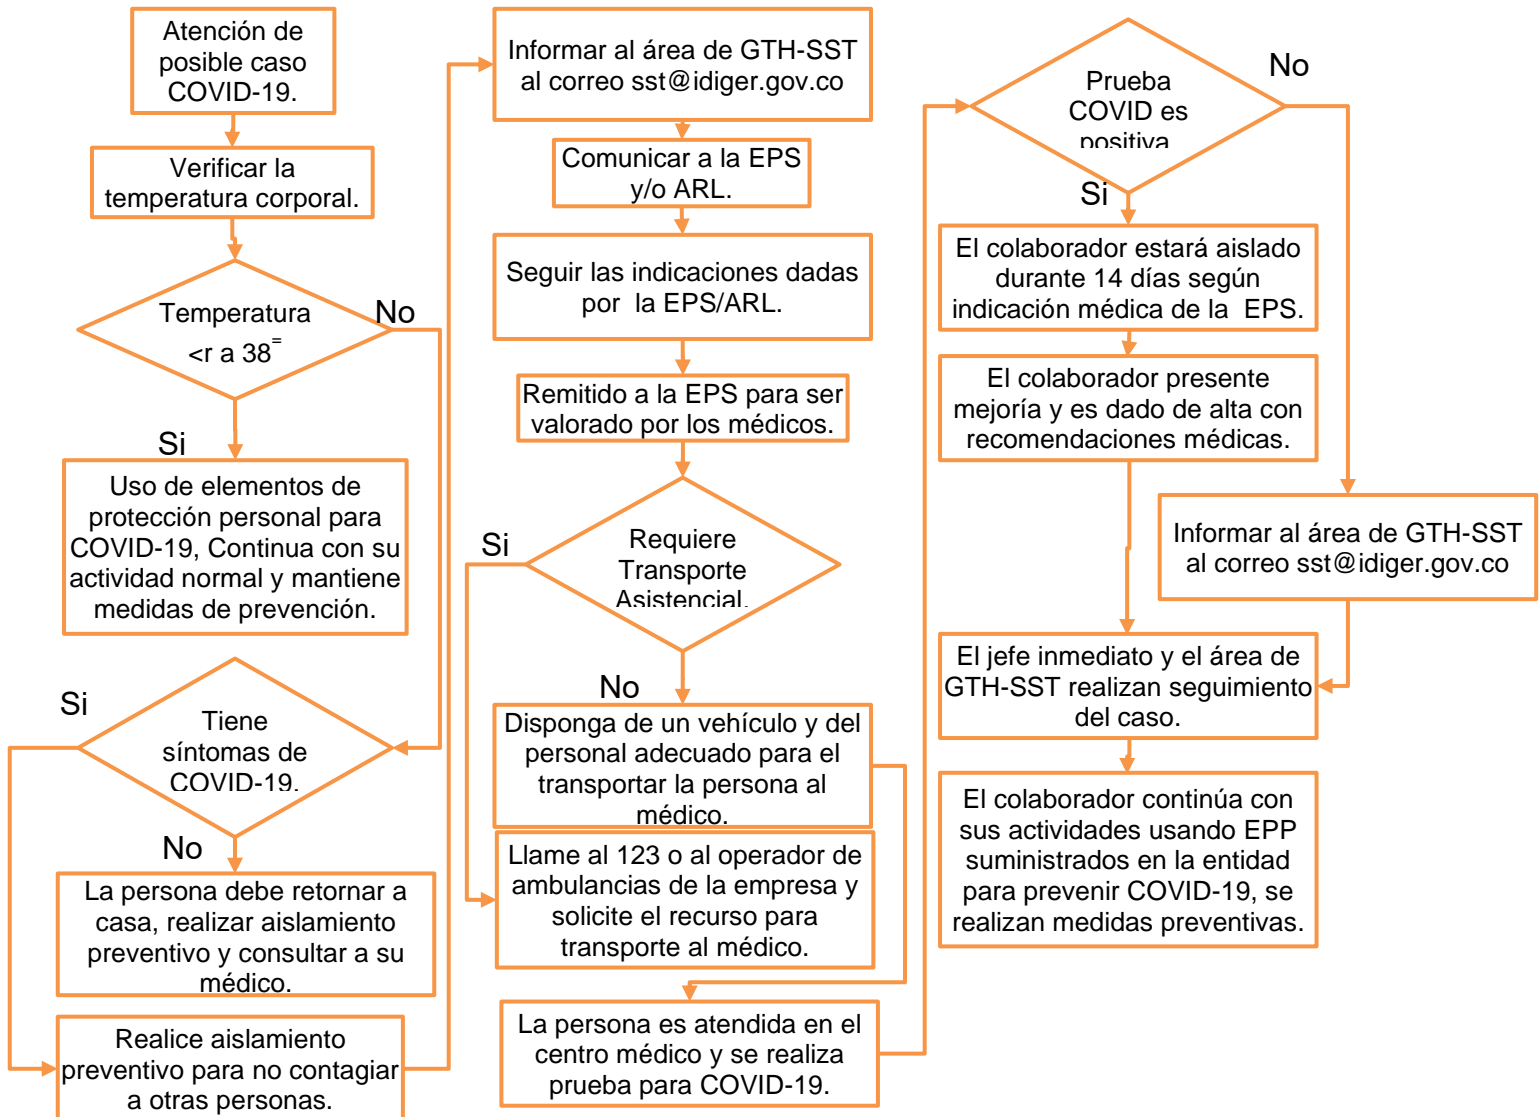 Atención de
posible caso
COVID-19.
Verificar la
temperatura corporal.
Temperatura
<r a 38=
No
Si
Uso de elementos de
protección personal para
COVID-19, Continua con su
actividad normal y mantiene
medidas de prevención.
Si
Tiene
síntomas de
COVID-19.
No
La persona debe retornar a
casa, realizar aislamiento
preventivo y consultar a su
médico.
Realice aislamiento
preventivo para no contagiar
a otras personas.
Informar al área de GTH-SST
al correo sst@idiger.gov.co
Comunicar a la EPS
y/o ARL.
Seguir las indicaciones dadas
por la EPS/ARL.
Remitido a la EPS para ser
valorado por los médicos.
Si
Requiere
Transporte
Asistencial.
No
Disponga de un vehículo y del
personal adecuado para el
transportar la persona al
médico.
Llame al 123 o al operador de
ambulancias de la empresa y
solicite el recurso para
transporte al médico.
La persona es atendida en el
centro médico y se realiza
prueba para COVID-19.
Prueba
COVID es
positiva
No
Si
El colaborador estará aislado
durante 14 días según
indicación médica de la EPS.
El colaborador presente
mejoría y es dado de alta con
recomendaciones médicas.
Informar al área de GTH-SST
al correo sst@idiger.gov.co
El jefe inmediato y el área de
GTH-SST realizan seguimiento
del caso.
El colaborador continúa con
sus actividades usando EPP
suministrados en la entidad
para prevenir COVID-19, se
realizan medidas preventivas.